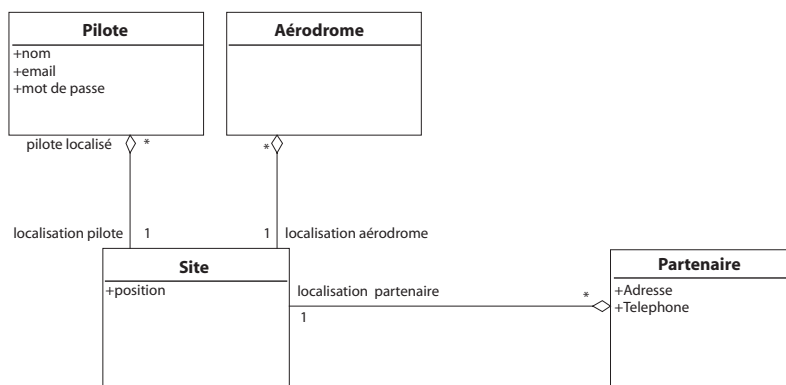 Pilote
+nom
+email
+mot de passe
Aérodrome
pilote localisé
*
*
localisation pilote
1
1
localisation aérodrome
Site
+position
localisation partenaire
1
*
Partenaire
+Adresse
+Telephone